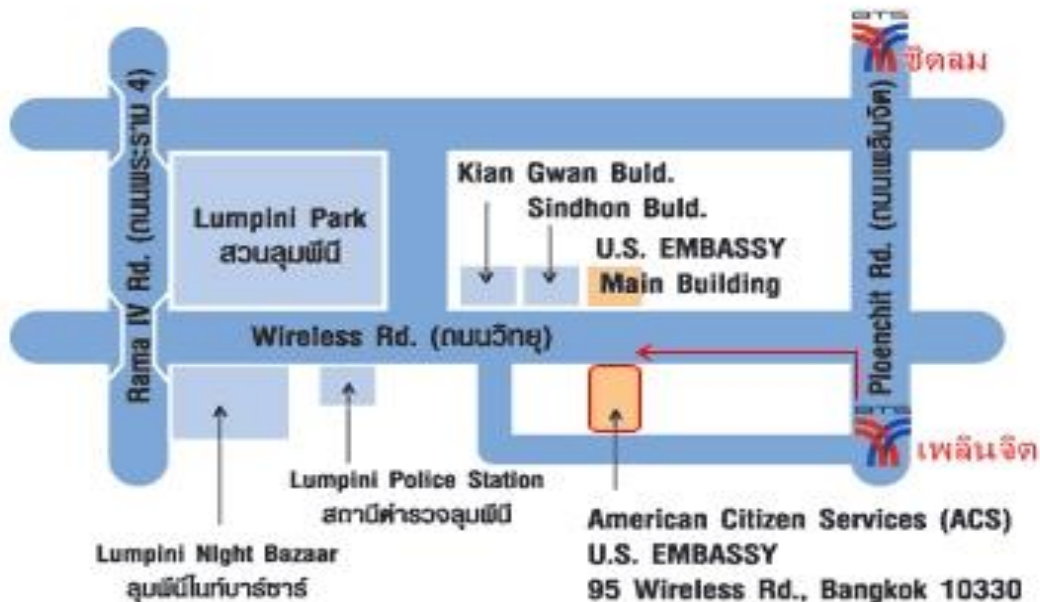 BTS
ชิดลม
Rama IV Rd. (ถนนพระราม 4)
Ploenchit Rd. (ถนนเพลินจิต)
Kian Gwan Buld.
Sindhon Buld.
Lumpini Park
สวนลุมพินี
U.S. EMBASSY
Main Building
Wireless Rd. (ถนนวิทยุ)
BTS
เพลินจิต
Lumpini Police Station
สถานีตำรวจลุมพินี
Lumpini Night Bazaar
ลุมพินีไนท์บาร์ซาร์
American Citizen Services (ACS)
U.S. EMBASSY
95 Wireless Rd., Bangkok 10330